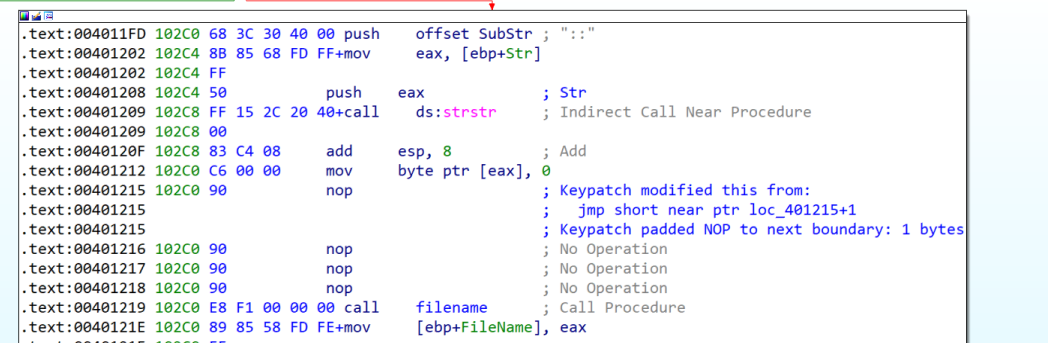 .text:004011FD 102C0 68 3C 30 40 00 push    offset SubStr ; "::"
.text:00401202 102C4 8B 85 68 FD FF+mov     eax, [ebp+Str]
.text:00401202 102C4 FF
.text:00401208 102C4 50             push    eax             ; Str
.text:00401209 102C8 FF 15 2C 20 40+call    ds:strstr       ; Indirect Call Near Procedure
.text:00401209 102C8 00
.text:0040120F 102C8 83 C4 08       add     esp, 8          ; Add
.text:00401212 102C0 C6 00 00       mov     byte ptr [eax], 0
.text:00401215 102C0 90             nop                     ; Keypatch modified this from:
.text:00401215                                              ;   jmp short near ptr loc_401215+1
.text:00401215                                              ; Keypatch padded NOP to next boundary: 1 bytes
.text:00401216 102C0 90             nop                     ; No Operation
.text:00401217 102C0 90             nop                     ; No Operation
.text:00401218 102C0 90             nop                     ; No Operation
.text:00401219 102C0 E8 F1 00 00 00 call    filename        ; Call Procedure
.text:0040121E 102C0 89 85 58 FD FE+mov     [ebp+FileName], eax